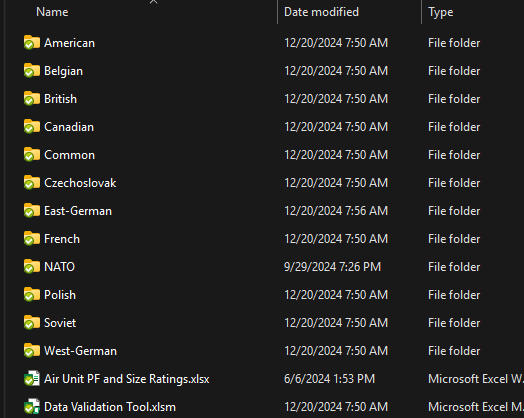 Name Date modified Type
American 12/20/2024 7:50 AM File folder
Belgian 12/20/2024 7:50 AM File folder
British 12/20/2024 7:50 AM File folder
Canadian 12/20/2024 7:50 AM File folder
Common 12/20/2024 7:50 AM File folder
Czechoslovak 12/20/2024 7:50 AM File folder
East-German 12/20/2024 7:56 AM File folder
French 12/20/2024 7:50 AM File folder
NATO 9/29/2024 7:26 PM File folder
Polish 12/20/2024 7:50 AM File folder
Soviet 12/20/2024 7:50 AM File folder
West-German 12/20/2024 7:50 AM File folder
Air Unit PF and Size Ratings.xlsx 6/6/2024 1:53 PM Microsoft Excel W...
Data Validation Tool.xlsm 12/20/2024 7:50 AM Microsoft Excel M...